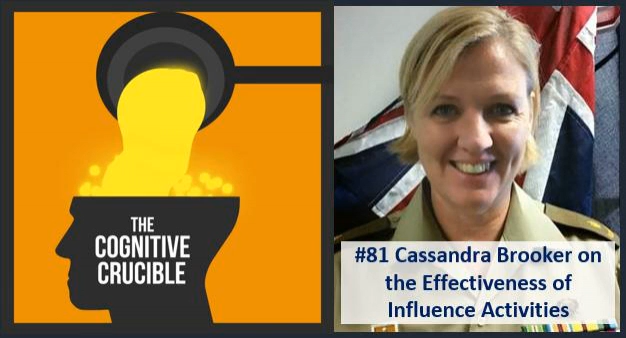 THE
COGNITIVE
CRUCIBLE
#81 Cassandra Brooker on
the Effectiveness of
Influence Activities